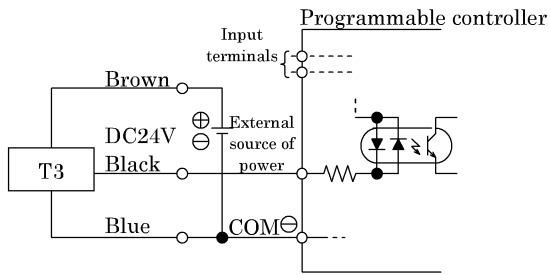 Programmable controller
Input
terminals
Brown
⊕
External
DC24V
⊖
source of
Black
power
T3
Blue
COM⊖